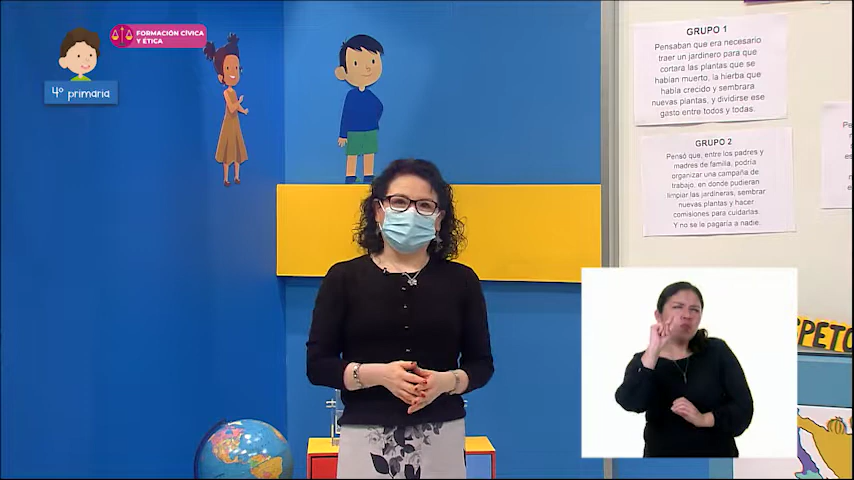 FORMACIÓN CÍVICA
Y ÉTICA
4º primaria
GRUPO 1
Pensaban que era necesario
traer un jardinero para que
cortara las plantas que se
habían muerto, la hierba que
había crecido y sembrara
nuevas plantas, y dividirse ese
gasto entre todos y todas.
GRUPO 2
Pensó que, entre los padres y
madres de familia, podría
organizar una campaña de
trabajo, en donde pudieran
limpiar las jardineras, sembrar
nuevas plantas y hacer
comisiones para cuidarlas.
Y no se le pagaría a nadie.